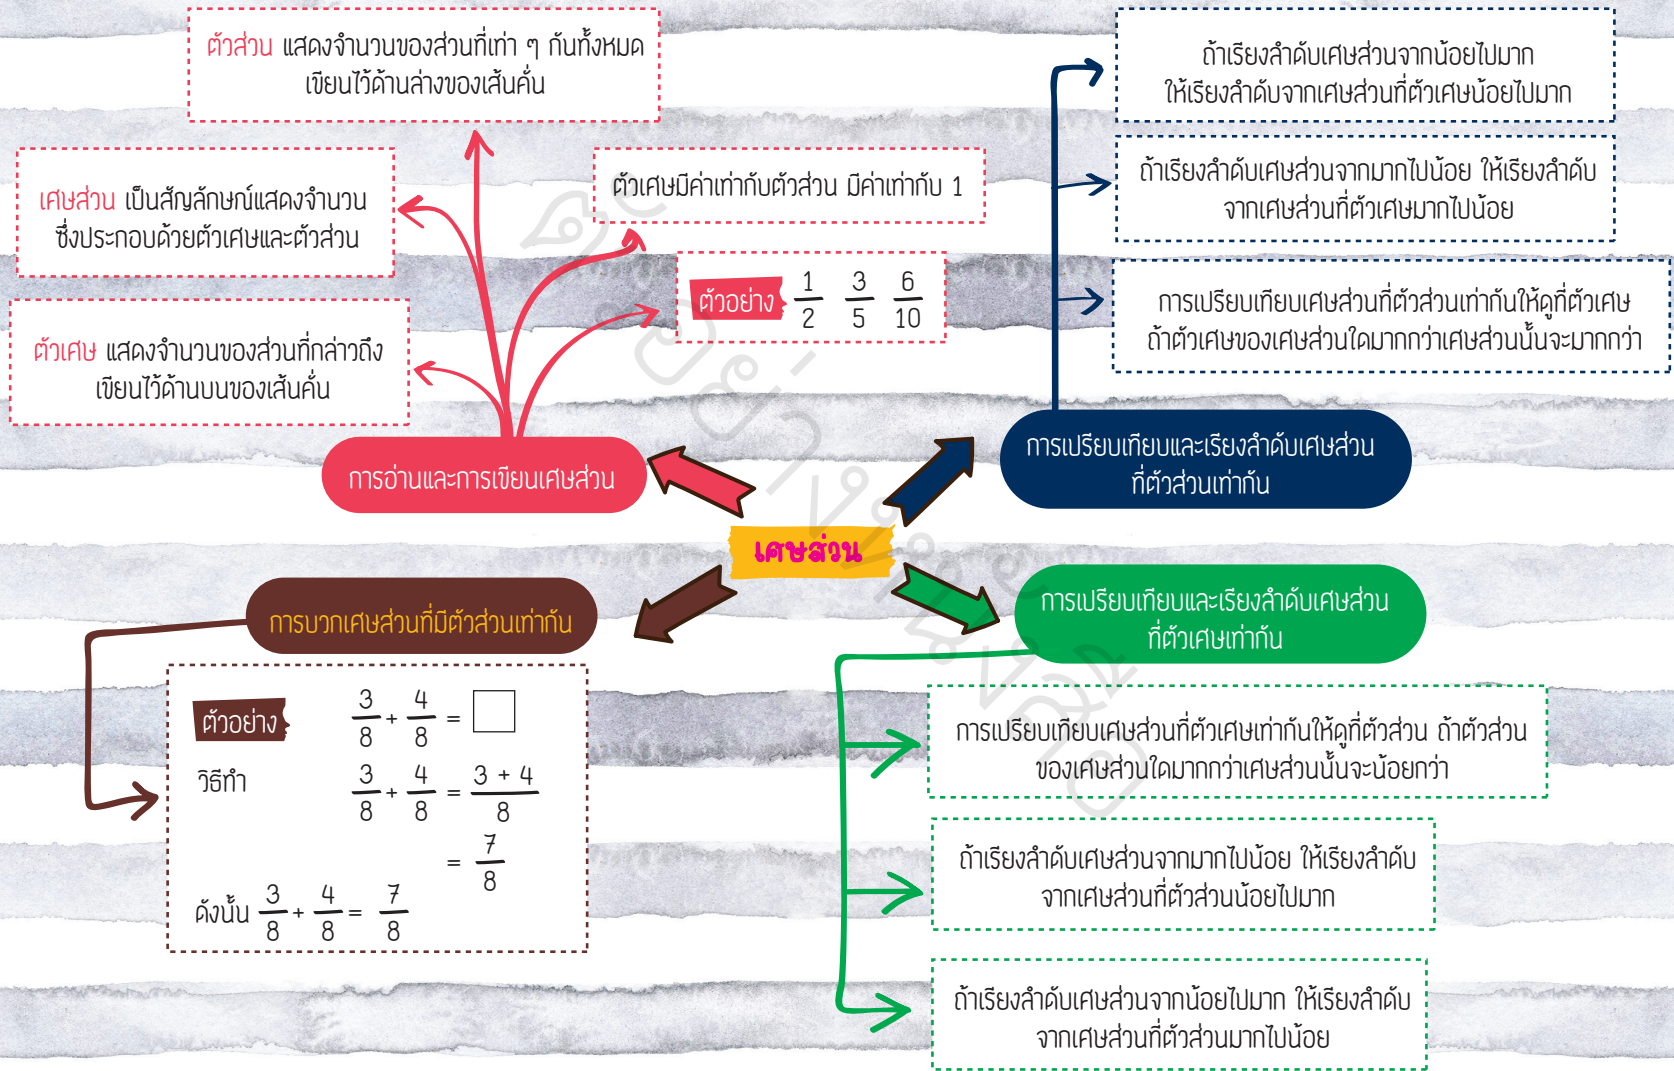 ตัวส่วน แสดงจำนวนของส่วนที่เท่า ๆ กันทั้งหมด
เขียนไว้ด้านล่างของเส้นคั่น
เศษส่วน เป็นสัญลักษณ์แสดงจำนวน
ซึ่งประกอบด้วยตัวเศษและตัวส่วน
ตัวเศษมีค่าเท่ากับตัวส่วน มีค่าเท่ากับ 1
ตัวอย่าง 1/2 3/5 6/10
ตัวเศษ แสดงจำนวนของส่วนที่กล่าวถึง
เขียนไว้ด้านบนของเส้นคั่น
การอ่านและการเขียนเศษส่วน
ถ้าเรียงลำดับเศษส่วนจากน้อยไปมาก
ให้เรียงลำดับจากเศษส่วนที่ตัวเศษน้อยไปมาก
ถ้าเรียงลำดับเศษส่วนจากมากไปน้อย ให้เรียงลำดับ
จากเศษส่วนที่ตัวเศษมากไปน้อย
การเปรียบเทียบเศษส่วนที่ตัวส่วนเท่ากันให้ดูที่ตัวเศษ
ถ้าตัวเศษของเศษส่วนใดมากกว่าเศษส่วนนั้นจะมากกว่า
การเปรียบเทียบและเรียงลำดับเศษส่วน
ที่ตัวส่วนเท่ากัน
เศษส่วน
การบวกเศษส่วนที่มีตัวส่วนเท่ากัน
ตัวอย่าง 3/8 + 4/8 = □
วิธีทำ 3/8 + 4/8 = (3 + 4)/8
= 7/8
ดังนั้น 3/8 + 4/8 = 7/8
การเปรียบเทียบและเรียงลำดับเศษส่วน
ที่ตัวเศษเท่ากัน
การเปรียบเทียบเศษส่วนที่ตัวเศษเท่ากันให้ดูที่ตัวส่วน ถ้าตัวส่วน
ของเศษส่วนใดมากกว่าเศษส่วนนั้นจะน้อยกว่า
ถ้าเรียงลำดับเศษส่วนจากมากไปน้อย ให้เรียงลำดับ
จากเศษส่วนที่ตัวส่วนน้อยไปมาก
ถ้าเรียงลำดับเศษส่วนจากน้อยไปมาก ให้เรียงลำดับ
จากเศษส่วนที่ตัวส่วนมากไปน้อย
ตัวอย่างหนังสือ